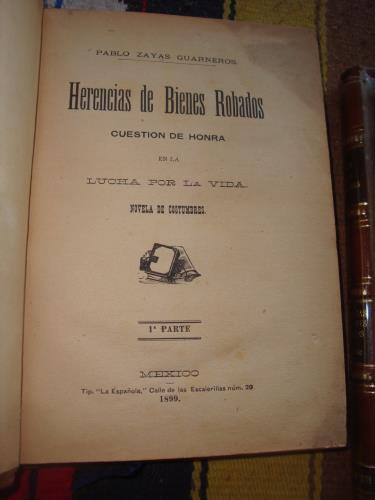 PABLO ZAYAS GUARNEROS.
Herencias de Bienes Robados
CUESTION DE HONRA
EN LA
LUCHA POR LA VIDA.
NOVELA DE COSTUMBRES.
1ª PARTE
MEXICO
Tip. "La Española," Calle de las Escalerillas núm. 20
1899.